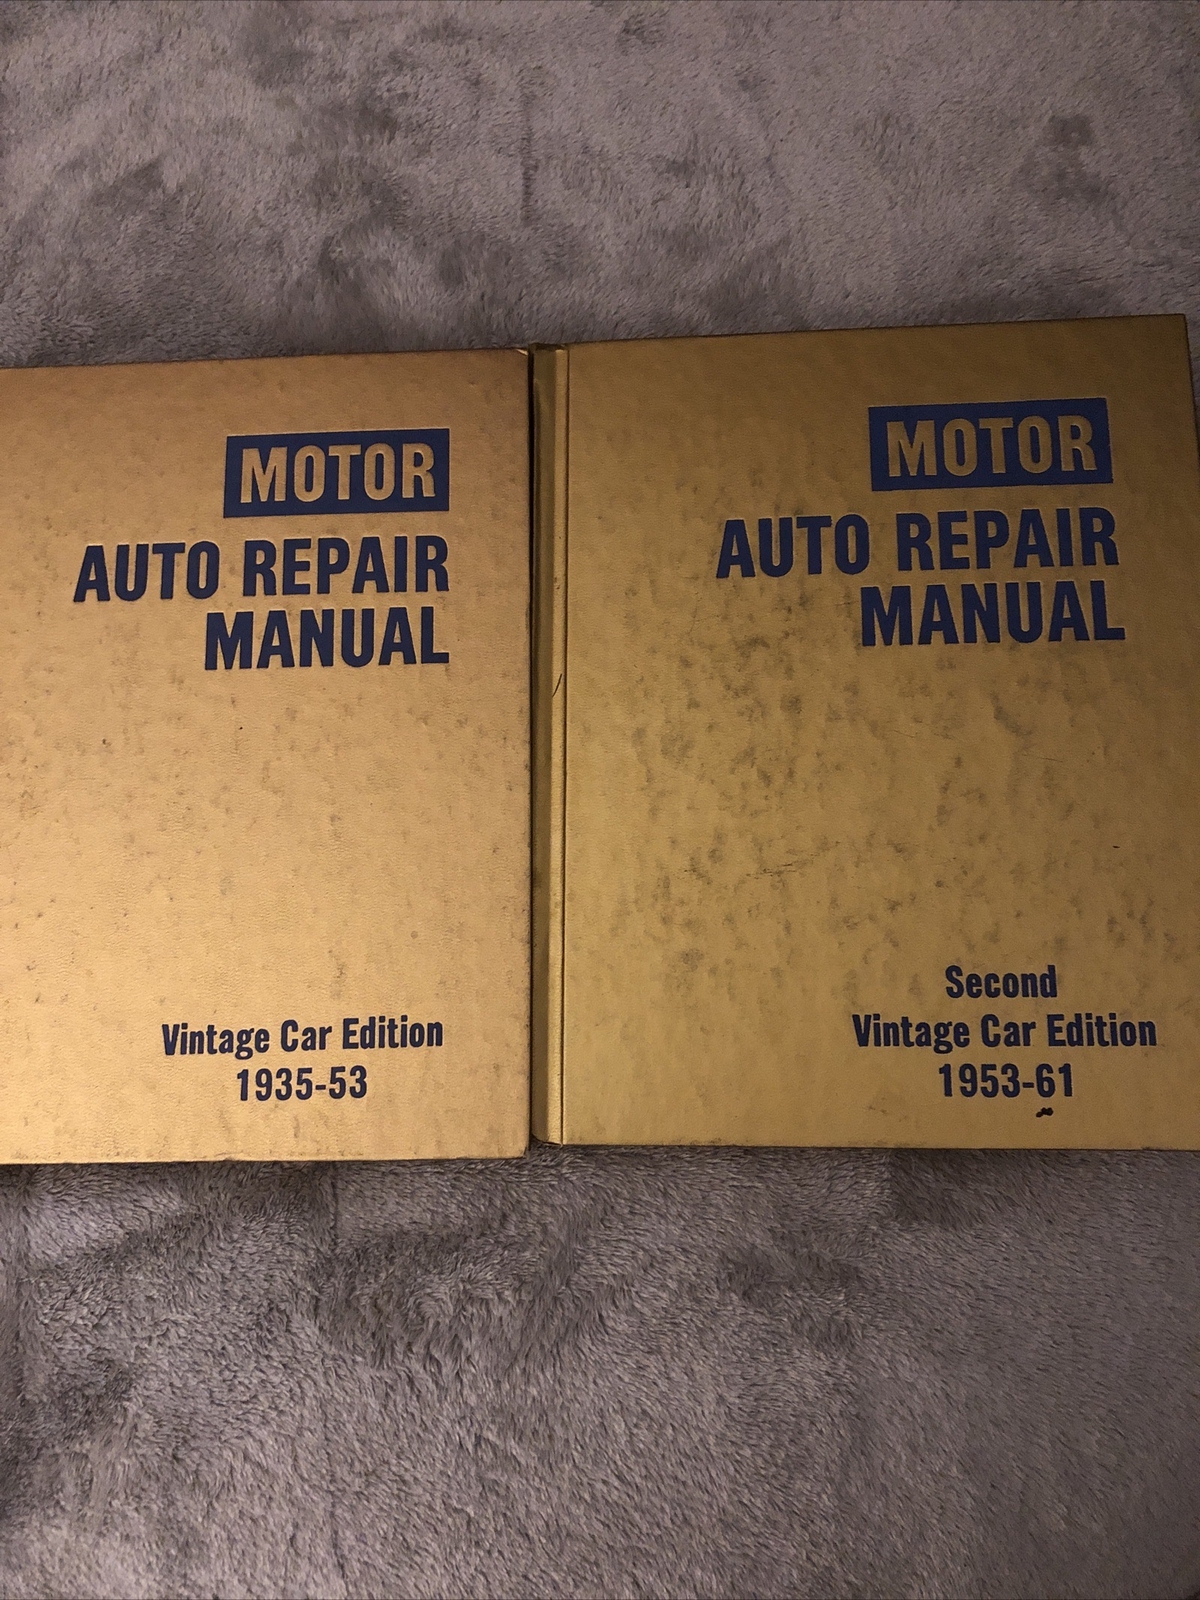 MOTOR
AUTO REPAIR
MANUAL
Vintage Car Edition
1935-53
MOTOR
AUTO REPAIR
MANUAL
Second
Vintage Car Edition
1953-61